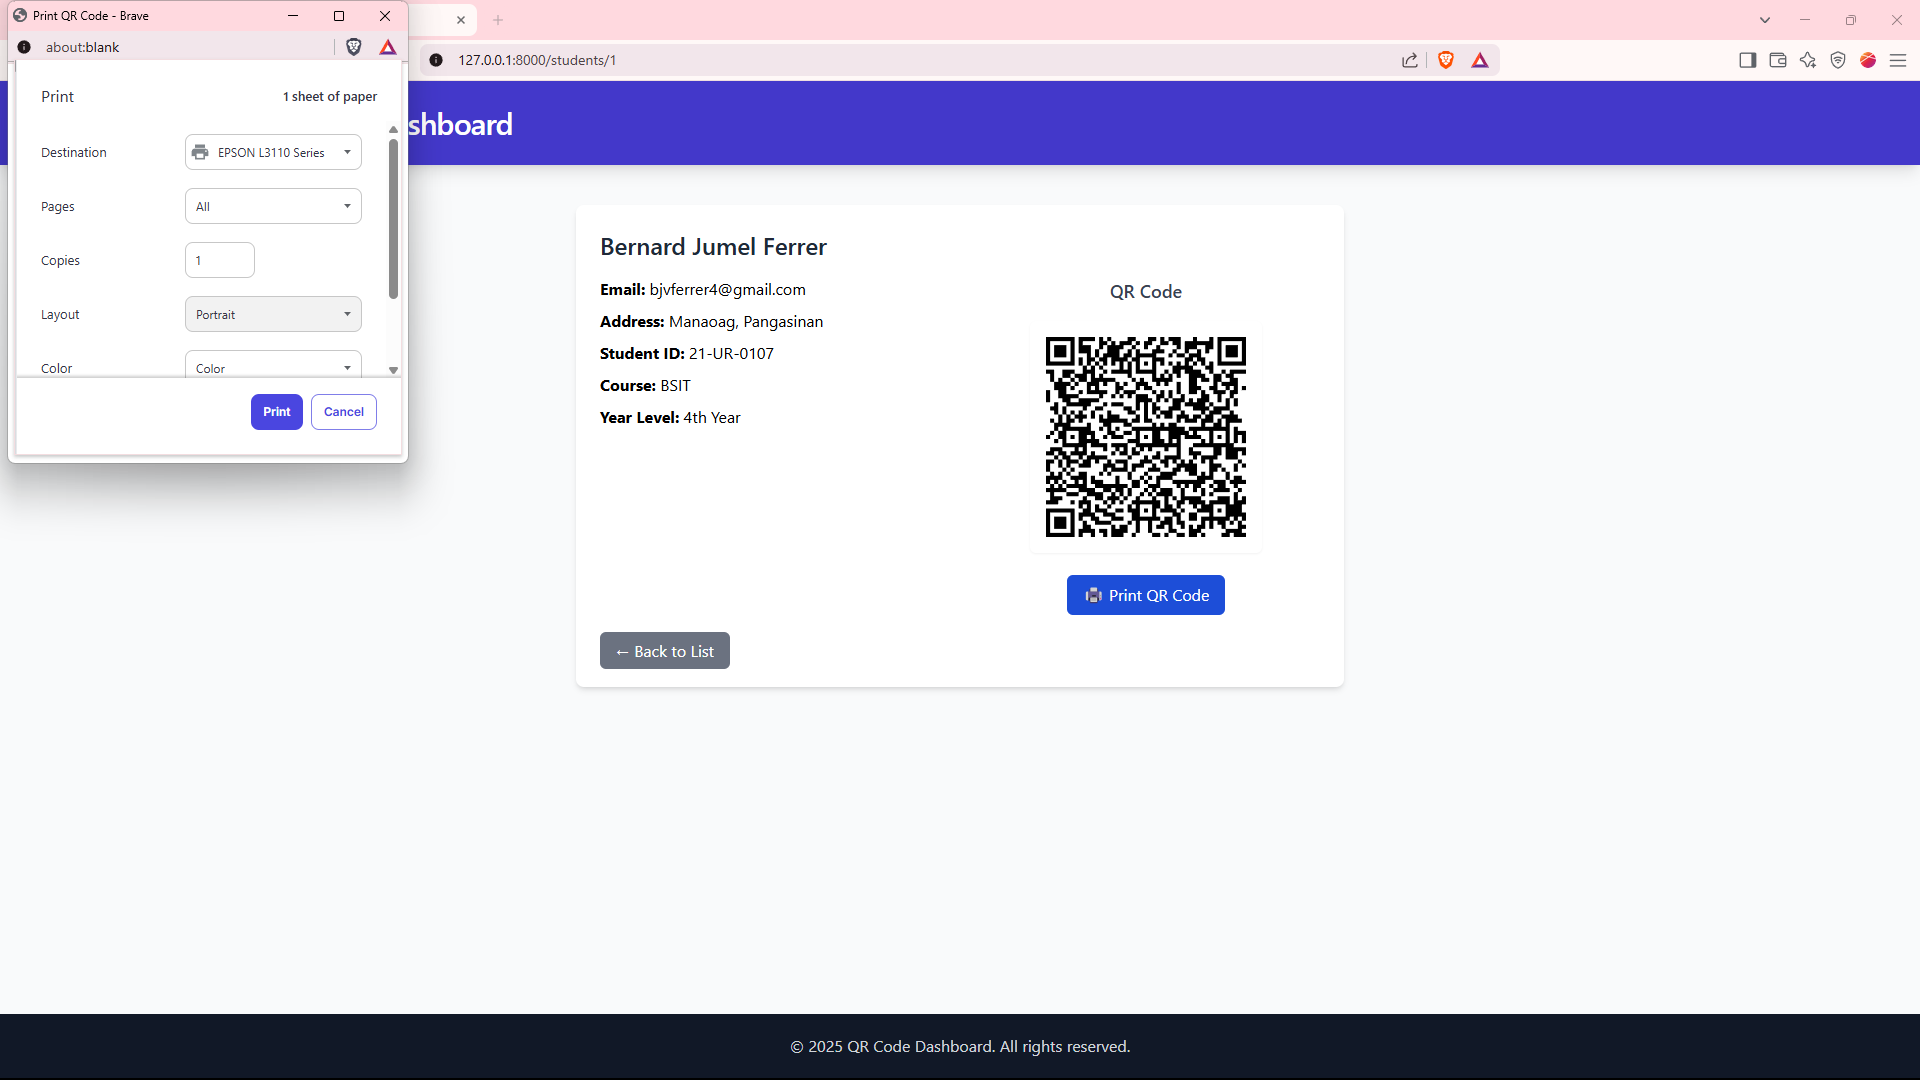 Print QR Code - Brave
about:blank
Print
1 sheet of paper
Destination
EPSON L3110 Series
Pages
All
Copies
1
Layout
Portrait
Color
Color
Print
Cancel
127.0.0.1:8000/students/1
shboard
Bernard Jumel Ferrer
Email: bjvferrer4@gmail.com
Address: Manaoag, Pangasinan
Student ID: 21-UR-0107
Course: BSIT
Year Level: 4th Year
QR Code
Print QR Code
← Back to List
© 2025 QR Code Dashboard. All rights reserved.